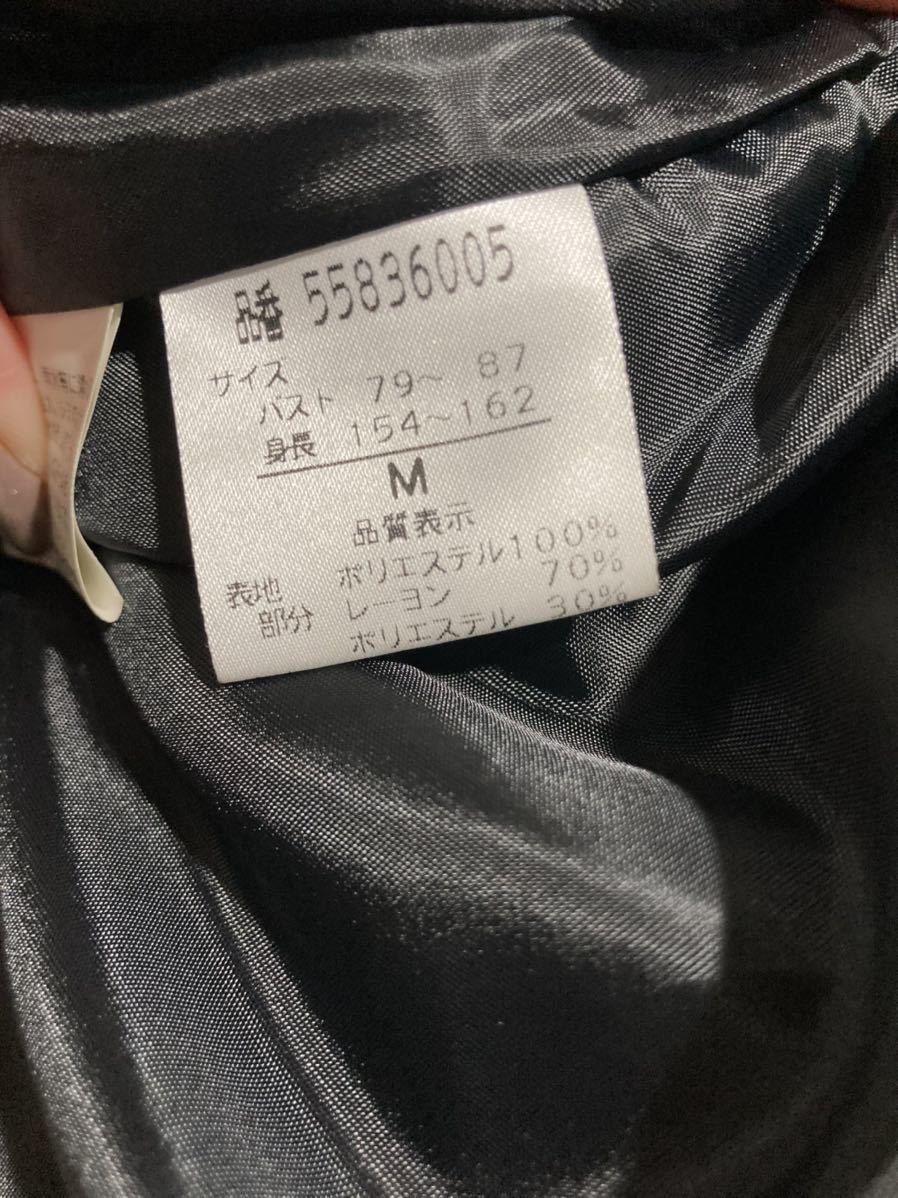 品番 55836005
サイズ
バスト 79〜 87
身長 154〜162
M
品質表示
表地 ポリエステル100%
部分 レーヨン 70%
ポリエステル 30%